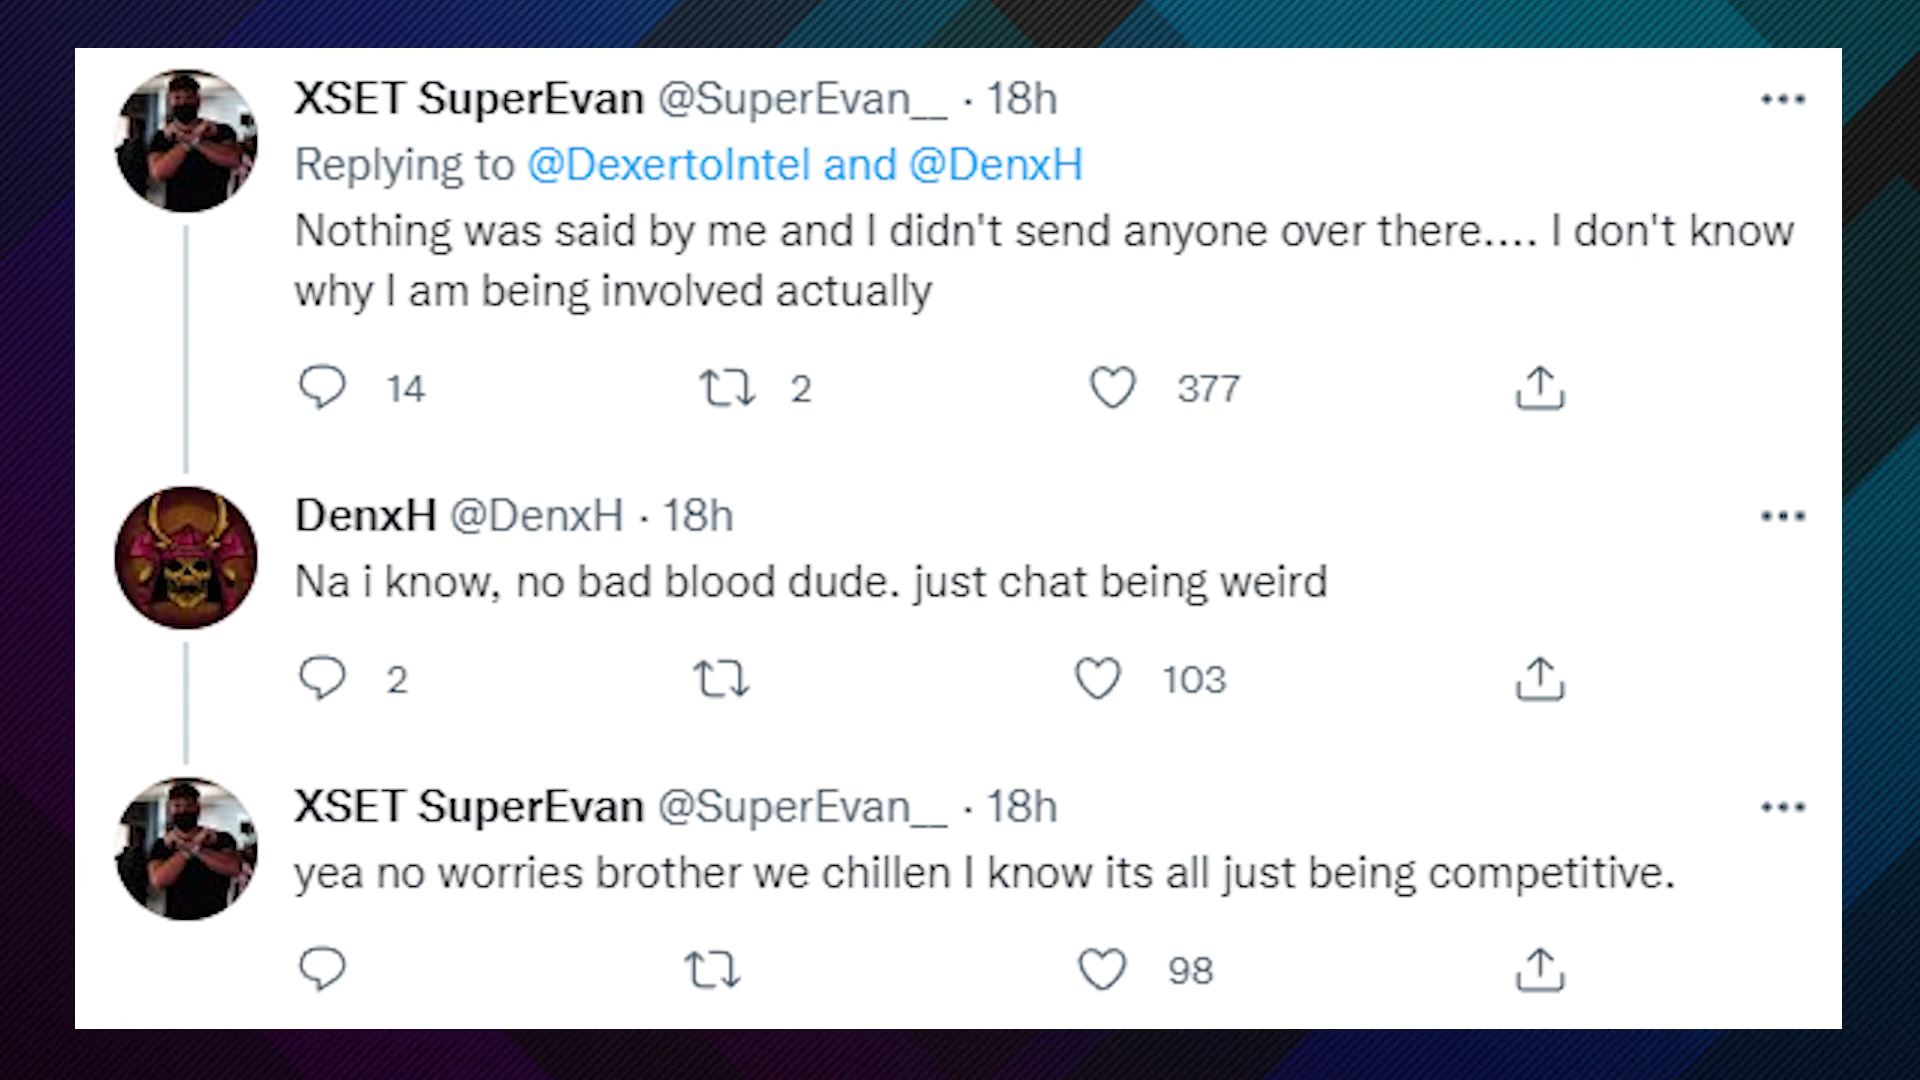 XSET SuperEvan @SuperEvan__ · 18h
Replying to @DexertoIntel and @DenxH
Nothing was said by me and I didn't send anyone over there.... I don't know
why I am being involved actually
14 2 377
DenxH @DenxH · 18h
Na i know, no bad blood dude. just chat being weird
2 103
XSET SuperEvan @SuperEvan__ · 18h
yea no worries brother we chillen I know its all just being competitive.
98